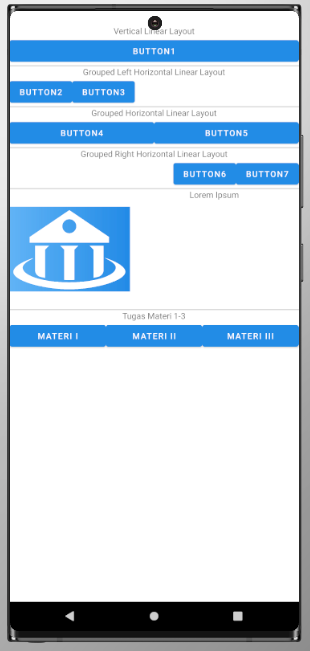 Vertical Linear Layout
BUTTON1
Grouped Left Horizontal Linear Layout
BUTTON2 BUTTON3
Grouped Horizontal Linear Layout
BUTTON4 BUTTON5
Grouped Right Horizontal Linear Layout
BUTTON6 BUTTON7
Lorem Ipsum
Tugas Materi 1-3
MATERI I MATERI II MATERI III